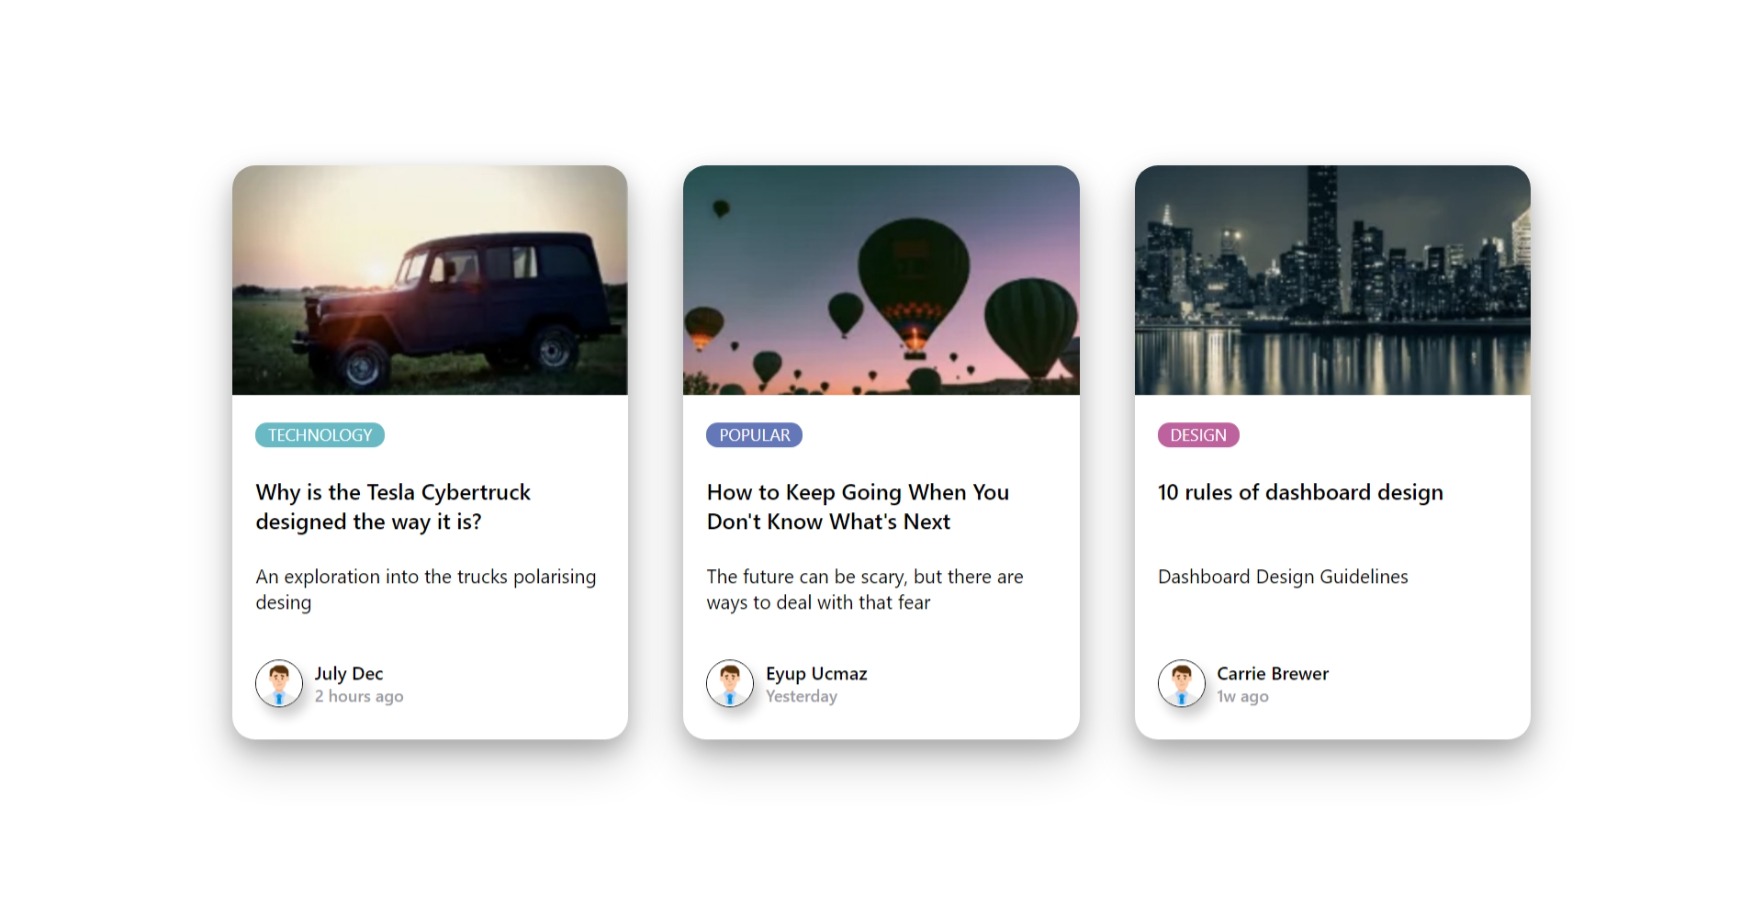 TECHNOLOGY
Why is the Tesla Cybertruck
designed the way it is?
An exploration into the trucks polarising
desing
July Dec
2 hours ago
POPULAR
How to Keep Going When You
Don't Know What's Next
The future can be scary, but there are
ways to deal with that fear
Eyup Ucmaz
Yesterday
DESIGN
10 rules of dashboard design
Dashboard Design Guidelines
Carrie Brewer
1w ago